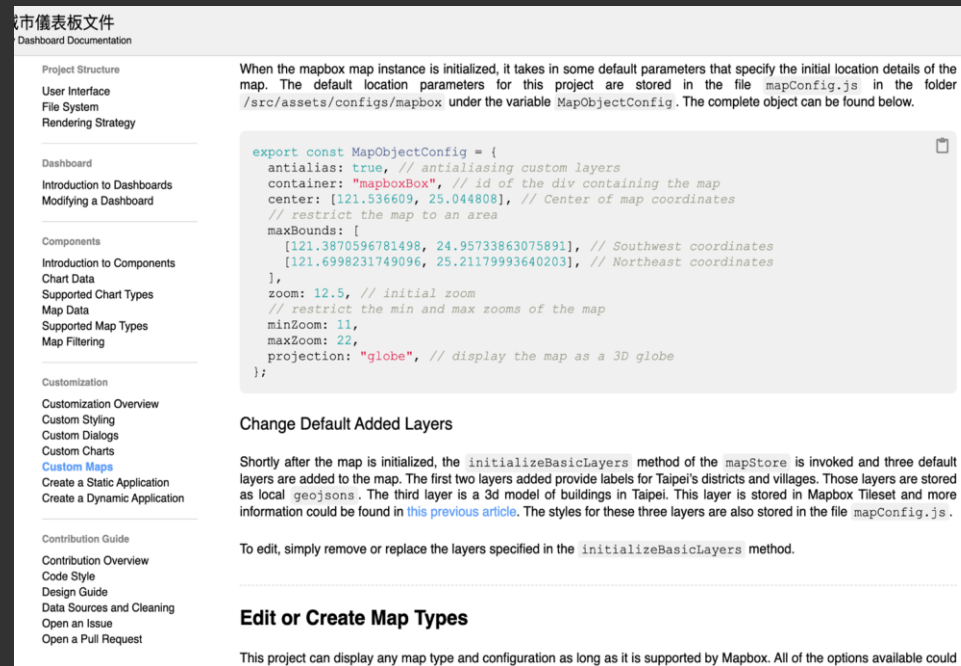 市儀表板文件
Dashboard Documentation
Project Structure
User Interface
File System
Rendering Strategy
Dashboard
Introduction to Dashboards
Modifying a Dashboard
Components
Introduction to Components
Chart Data
Supported Chart Types
Map Data
Supported Map Types
Map Filtering
Customization
Customization Overview
Custom Styling
Custom Dialogs
Custom Charts
Custom Maps
Create a Static Application
Create a Dynamic Application
Contribution Guide
Contribution Overview
Code Style
Design Guide
Data Sources and Cleaning
Open an Issue
Open a Pull Request
When the mapbox map instance is initialized, it takes in some default parameters that specify the initial location details of the
map. The default location parameters for this project are stored in the file mapConfig.js in the folder
/src/assets/configs/mapbox under the variable MapObjectConfig. The complete object can be found below.
export const MapObjectConfig = {
  antialias: true, // antialiasing custom layers
  container: "mapboxBox", // id of the div containing the map
  center: [121.536609, 25.044808], // Center of map coordinates
  // restrict the map to an area
  maxBounds: [
    [121.3870596781498, 24.95733863075891], // Southwest coordinates
    [121.6998231749096, 25.21179993640203], // Northeast coordinates
  ],
  zoom: 12.5, // initial zoom
  // restrict the min and max zooms of the map
  minZoom: 11,
  maxZoom: 22,
  projection: "globe", // display the map as a 3D globe
};
Change Default Added Layers
Shortly after the map is initialized, the initializeBasicLayers method of the mapStore is invoked and three default
layers are added to the map. The first two layers added provide labels for Taipei's districts and villages. Those layers are stored
as local geojsons. The third layer is a 3d model of buildings in Taipei. This layer is stored in Mapbox Tileset and more
information could be found in this previous article. The styles for these three layers are also stored in the file mapConfig.js.
To edit, simply remove or replace the layers specified in the initializeBasicLayers method.
Edit or Create Map Types
This project can display any map type and configuration as long as it is supported by Mapbox. All of the options available could